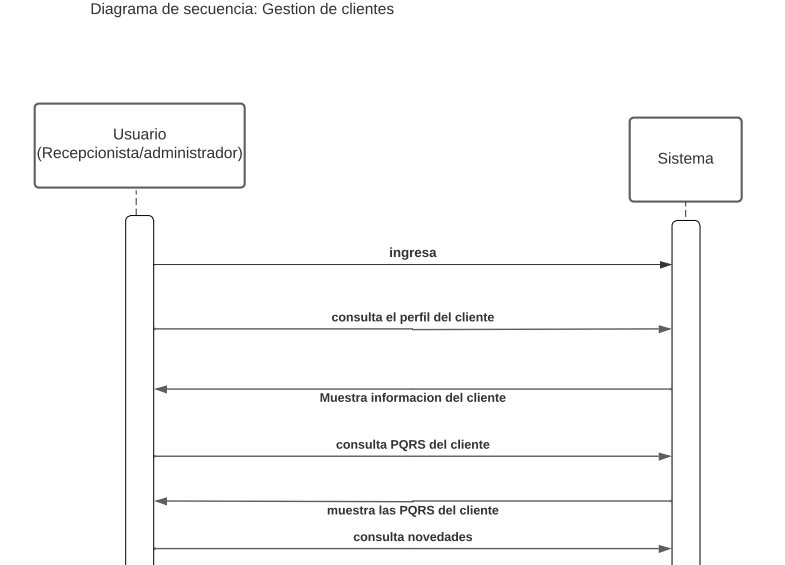 Diagrama de secuencia: Gestion de clientes
Usuario
(Recepcionista/administrador)
Sistema
ingresa
consulta el perfil del cliente
Muestra informacion del cliente
consulta PQRS del cliente
muestra las PQRS del cliente
consulta novedades